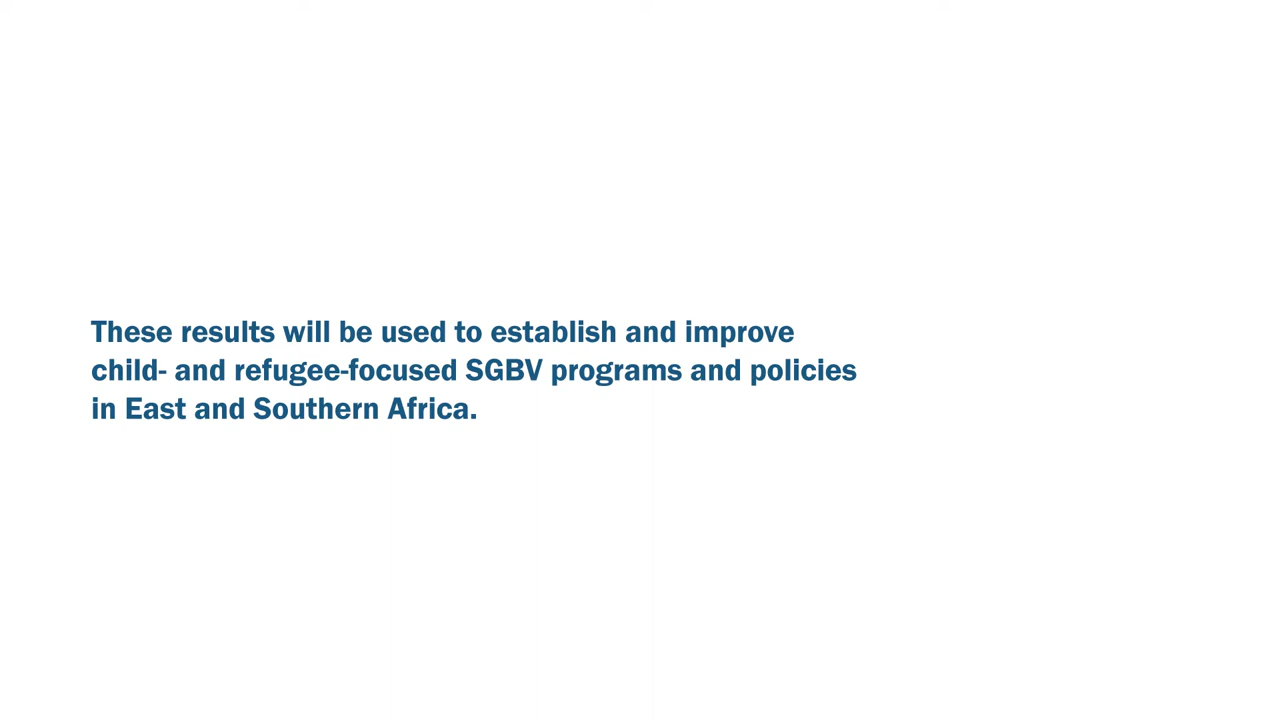 These results will be used to establish and improve
child- and refugee-focused SGBV programs and policies
in East and Southern Africa.